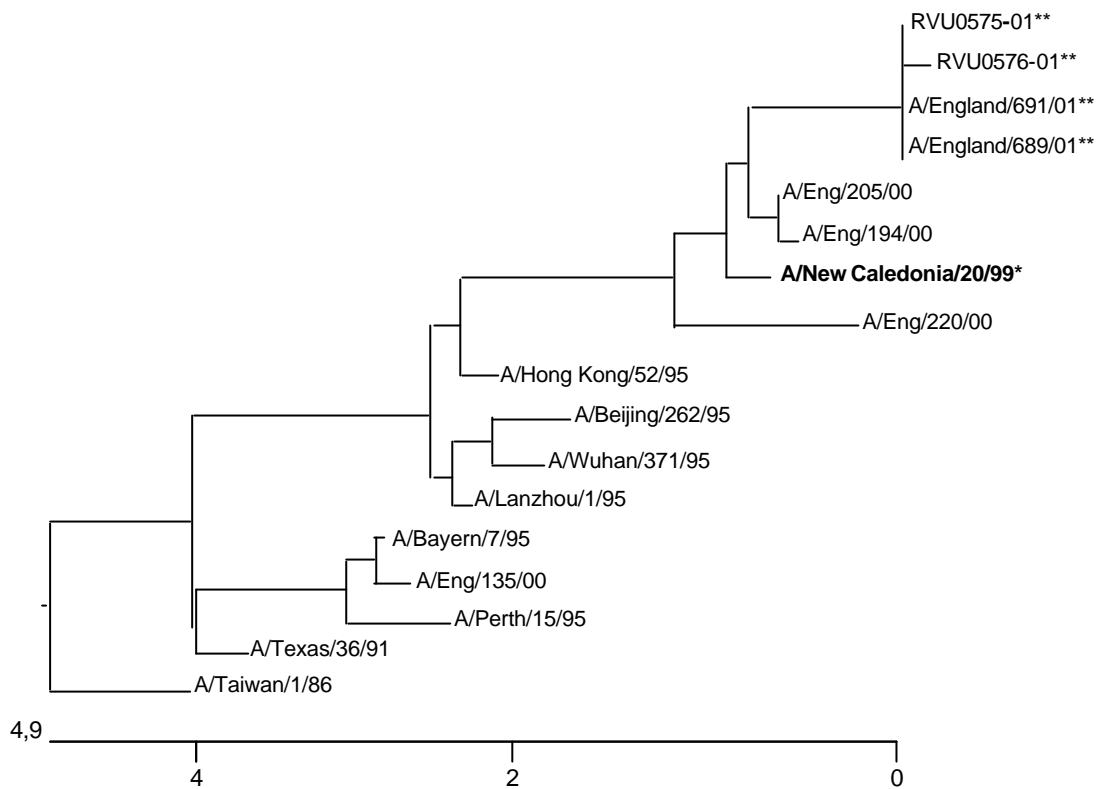 RVU0575-01**
RVU0576-01**
A/England/691/01**
A/England/689/01**
A/Eng/205/00
A/Eng/194/00
A/New Caledonia/20/99*
A/Eng/220/00
A/Hong Kong/52/95
A/Beijing/262/95
A/Wuhan/371/95
A/Lanzhou/1/95
A/Bayern/7/95
A/Eng/135/00
A/Perth/15/95
A/Texas/36/91
A/Taiwan/1/86
4,9
4 2 0